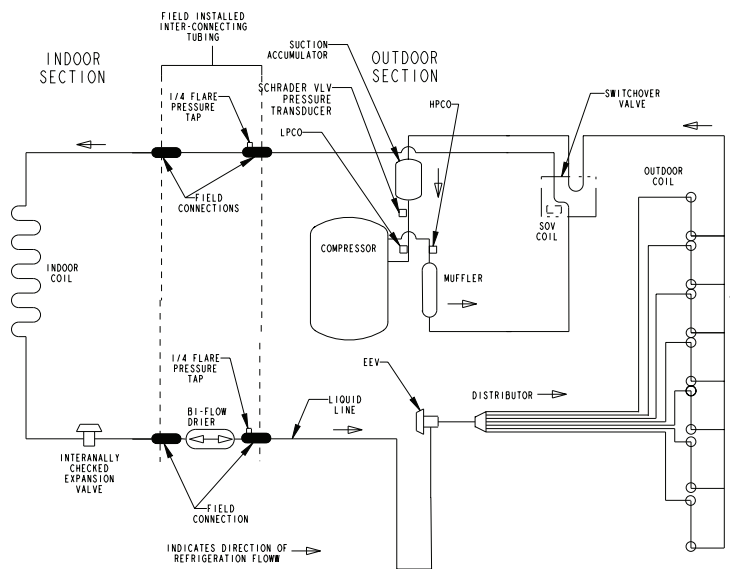 FIELD INSTALLED
INTER-CONNECTING
TUBING
INDOOR
SECTION
SUCTION
ACCUMULATOR
OUTDOOR
SECTION
SCHRADER VLV
PRESSURE
TRANSDUCER
LPCO
HPCO
SWITCHOVER
VALVE
1/4 FLARE
PRESSURE
TAP
FIELD
CONNECTIONS
OUTDOOR
COIL
SOV
COIL
COMPRESSOR
INDOOR
COIL
MUFFLER
1/4 FLARE
PRESSURE
TAP
EEV
DISTRIBUTOR
LIQUID
LINE
BI-FLOW
DRIER
INTERANALLY
CHECKED
EXPANSION
VALVE
FIELD
CONNECTION
INDICATES DIRECTION OF
REFRIGERATION FLOWW